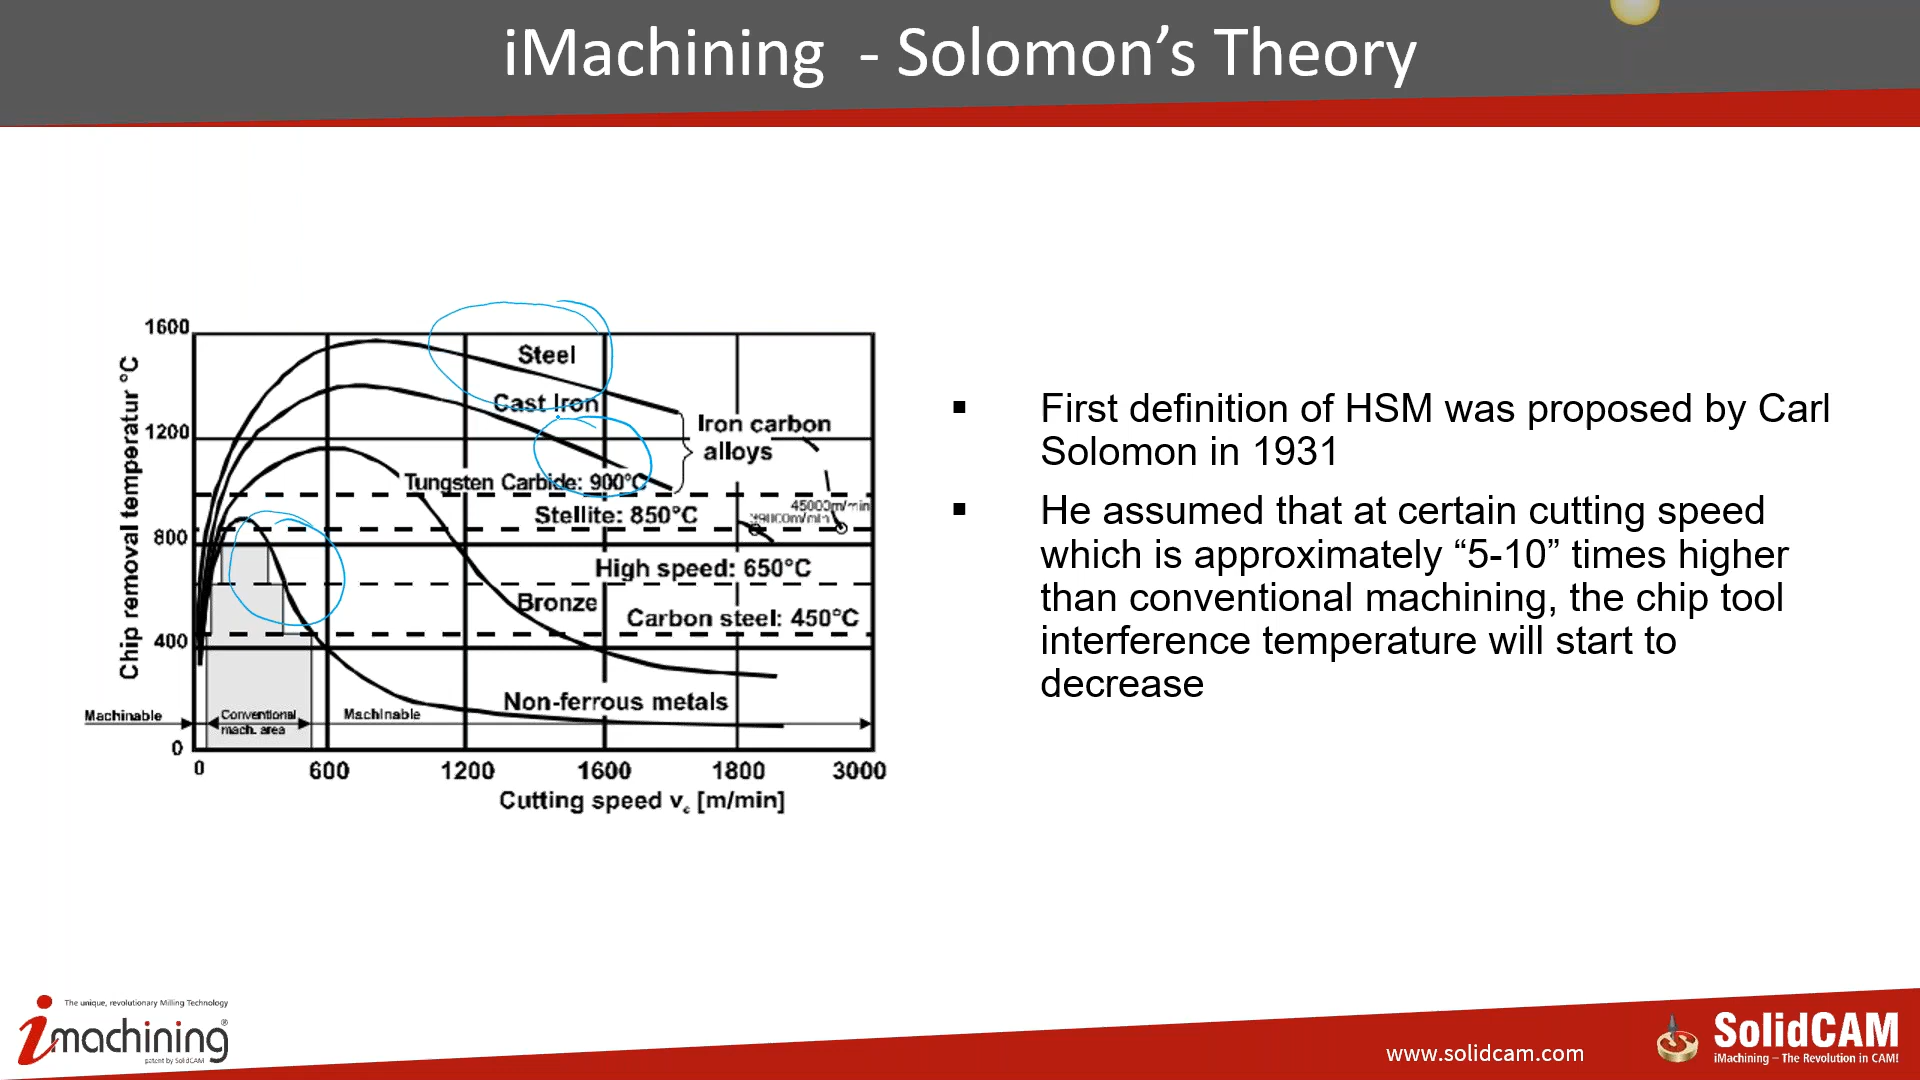 iMachining - Solomon's Theory
1600
Steel
Cast Iron
Iron carbon
alloys
1200
Tungsten Carbide: 900°C
Stellite: 850°C
45000m/min
800
High speed: 650°C
Bronze
Carbon steel: 450°C
400
Non-ferrous metals
Machinable
Conventional
mach. area
Machinable
0
0 600 1200 1600 1800 3000
Cutting speed vc [m/min]
Chip removal temperatur °C
▪ First definition of HSM was proposed by Carl
Solomon in 1931
▪ He assumed that at certain cutting speed
which is approximately “5-10” times higher
than conventional machining, the chip tool
interference temperature will start to
decrease
The unique, revolutionary Milling Technology
imachining®
patent by SolidCAM
www.solidcam.com
SolidCAM
iMachining – The Revolution in CAM!